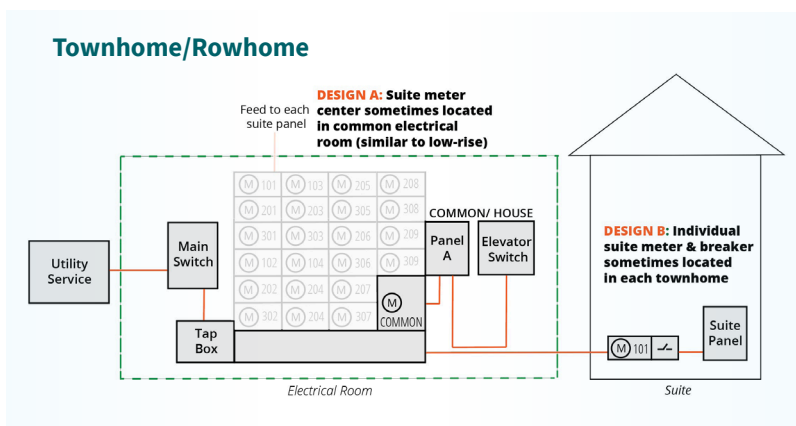 Townhome/Rowhome
DESIGN A: Suite meter
center sometimes located
in common electrical
room (similar to low-rise)
Feed to each
suite panel
M 101 M 103 M 205 M 208
M 201 M 203 M 305 M 308
M 301 M 303 M 206 M 209
M 102 M 104 M 306 M 309
M 202 M 204 M 207
M 302 M 204 M 307
M
COMMON
COMMON/ HOUSE
Panel
A
Elevator
Switch
Utility
Service
Main
Switch
Tap
Box
Electrical Room
DESIGN B: Individual
suite meter & breaker
sometimes located
in each townhome
M 101
Suite
Panel
Suite